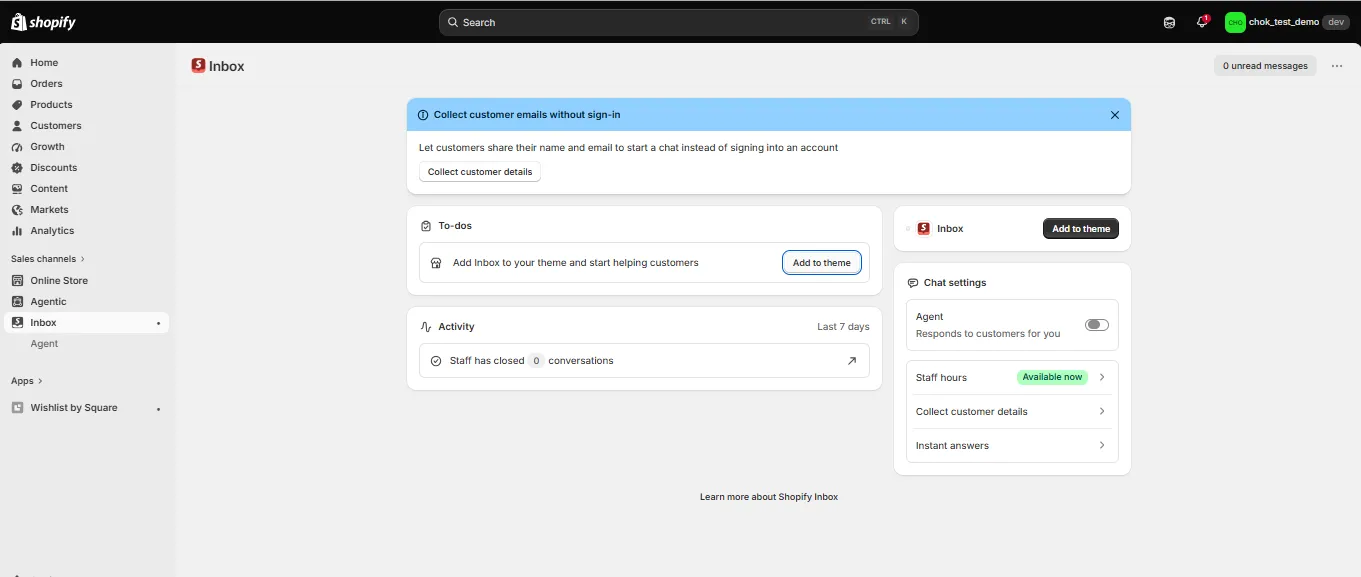 shopify
Search CTRL K
1
CHO chok_test_demo dev
Home
Orders
Products
Customers
Growth
Discounts
Content
Markets
Analytics
Sales channels
Online Store
Agentic
Inbox
Agent
Apps
Wishlist by Square
Inbox
0 unread messages
Collect customer emails without sign-in
Let customers share their name and email to start a chat instead of signing into an account
Collect customer details
To-dos
Add Inbox to your theme and start helping customers Add to theme
Activity Last 7 days
Staff has closed 0 conversations
Inbox Add to theme
Chat settings
Agent
Responds to customers for you
Staff hours Available now
Collect customer details
Instant answers
Learn more about Shopify Inbox